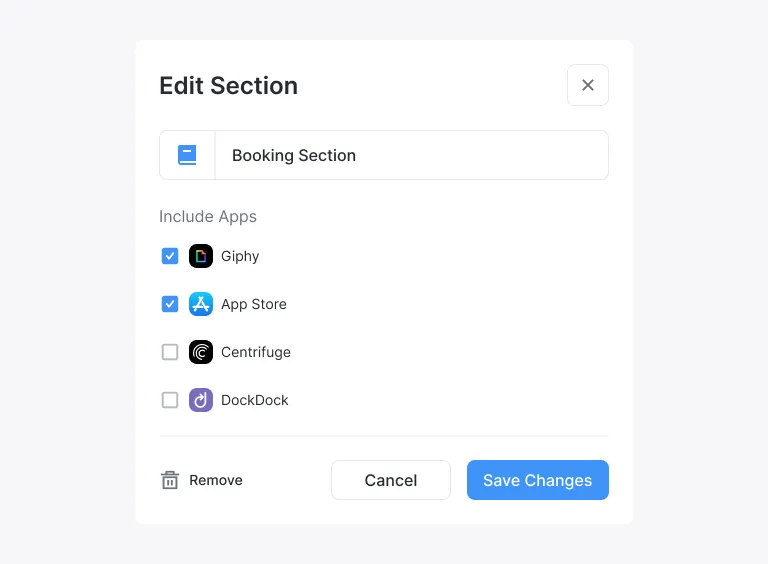 Edit Section
Booking Section
Include Apps
Giphy
App Store
Centrifuge
DockDock
Remove
Cancel
Save Changes